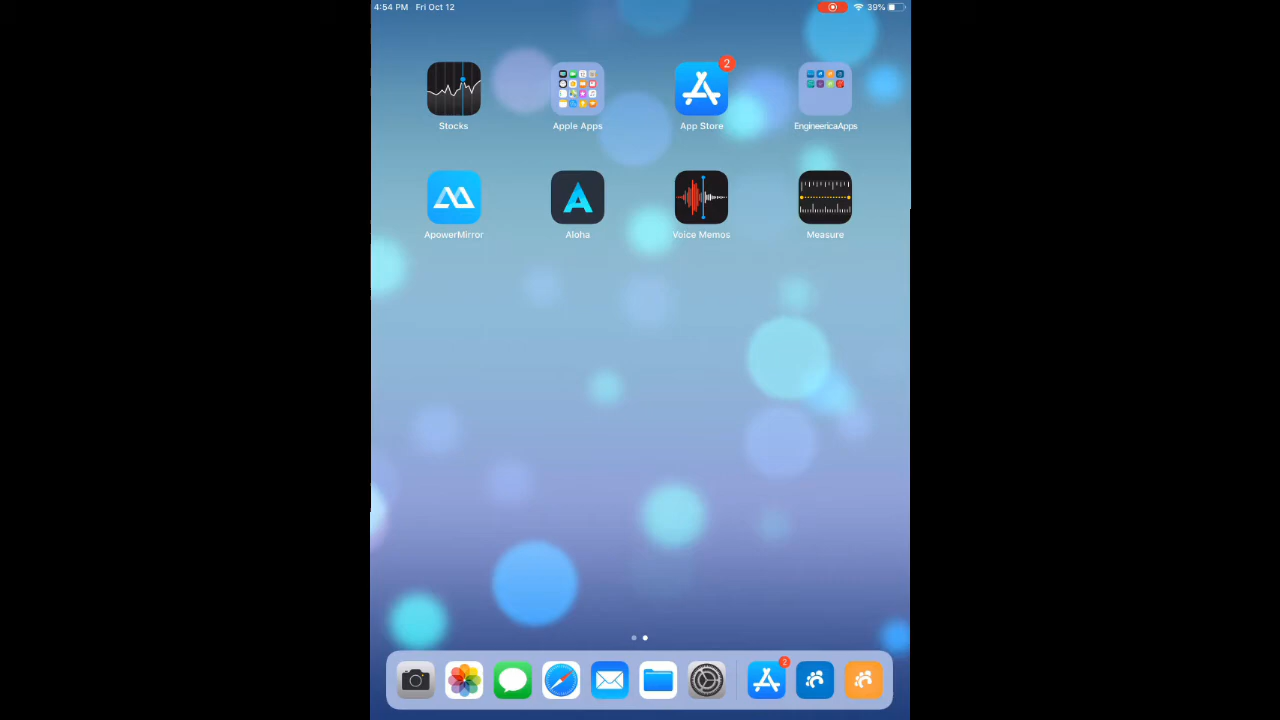 4:54 PM Fri Oct 12
39%
2
Stocks
Apple Apps
App Store
EngineericaApps
ApowerMirror
Aloha
Voice Memos
Measure
2